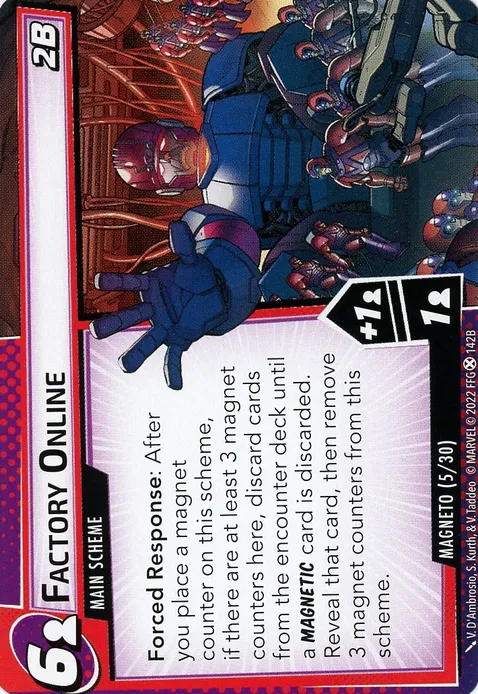 FACTORY ONLINE
2B
6
MAIN SCHEME
Forced Response: After
you place a magnet
counter on this scheme,
if there are at least 3 magnet
counters here, discard cards
from the encounter deck until
a MAGNETIC card is discarded.
Reveal that card, then remove
3 magnet counters from this
scheme.
+1
1
MAGNETO (5/30)
V. D'Ambrosio, S. Kurth, & V. Taddeo © MARVEL © 2022 FFG 142B